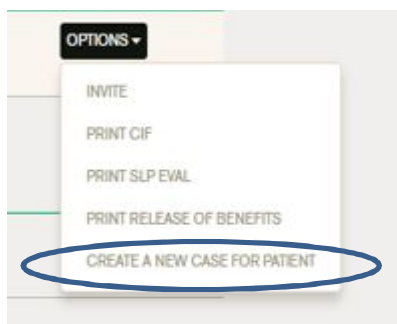 OPTIONS
INVITE
PRINT CIF
PRINT SLP EVAL
PRINT RELEASE OF BENEFITS
CREATE A NEW CASE FOR PATIENT